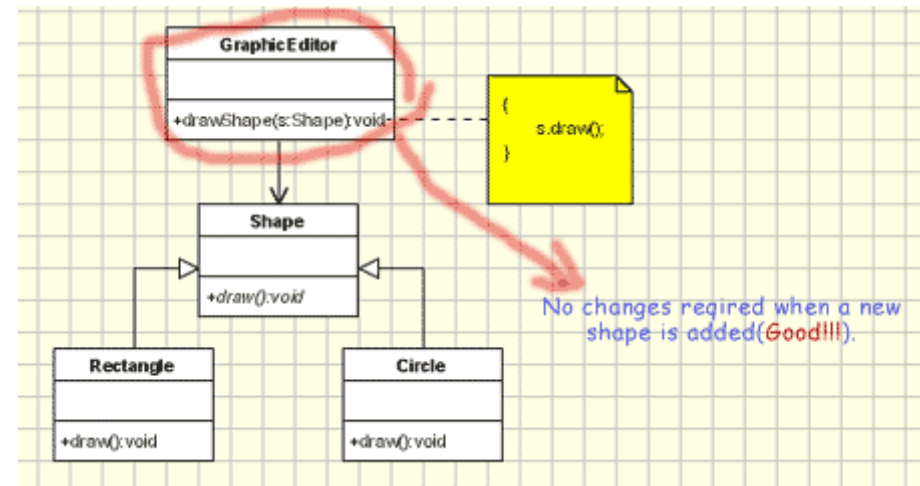 GraphicEditor
+drawShape(s:Shape):void
{
s.draw();
}
Shape
+draw():void
No changes reqired when a new
shape is added(Good!!!).
Rectangle
+draw():void
Circle
+draw():void